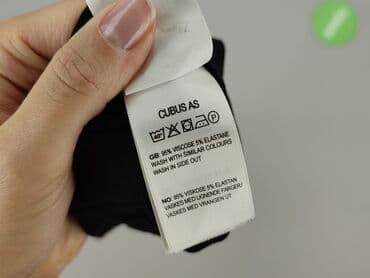 CUBUS AS
GB: 95% VISCOSE 5% ELASTANE
WASH WITH SIMILAR COLOURS
WASH IN SIDE OUT
NO: 95% VISKOSE 5% ELASTAN
VASKES MED LIGNENDE FARGER/
VASKES MED VRANGEN UT